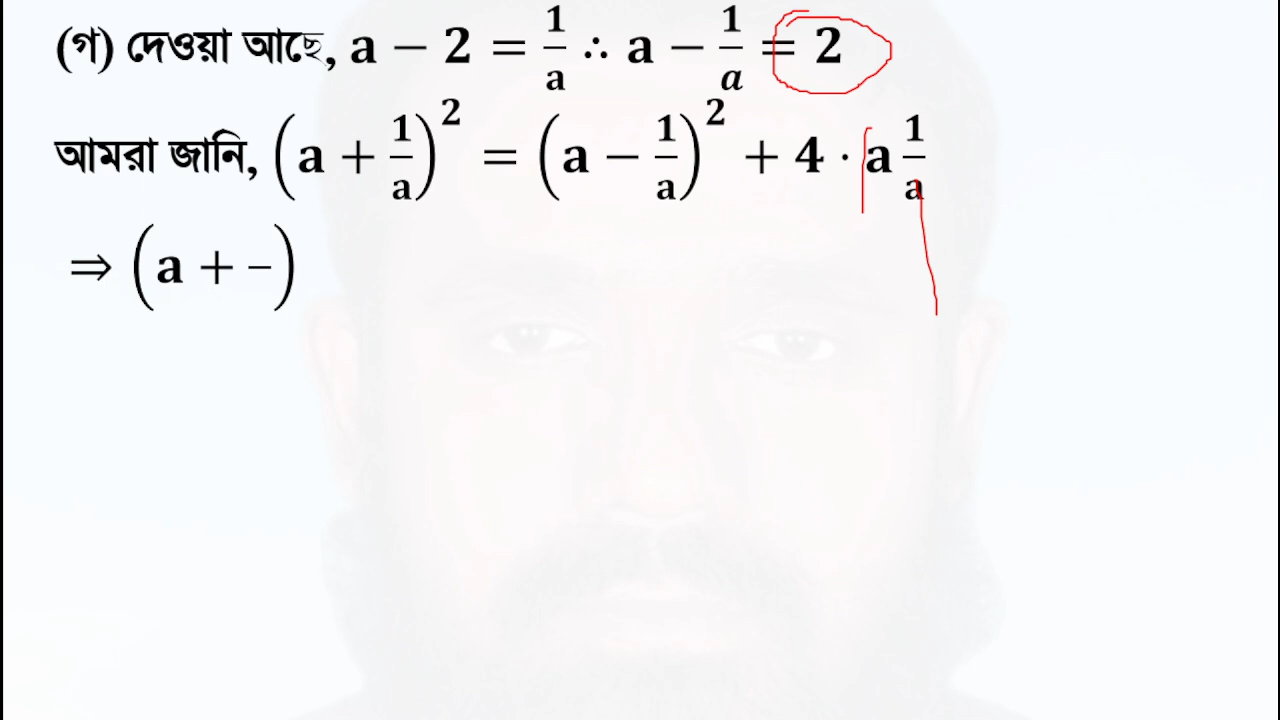 (গ) দেওয়া আছে, a − 2 = 1/a ∴ a − 1/a = 2
আমরা জানি, (a + 1/a)² = (a − 1/a)² + 4 · a 1/a
⇒ (a + −)